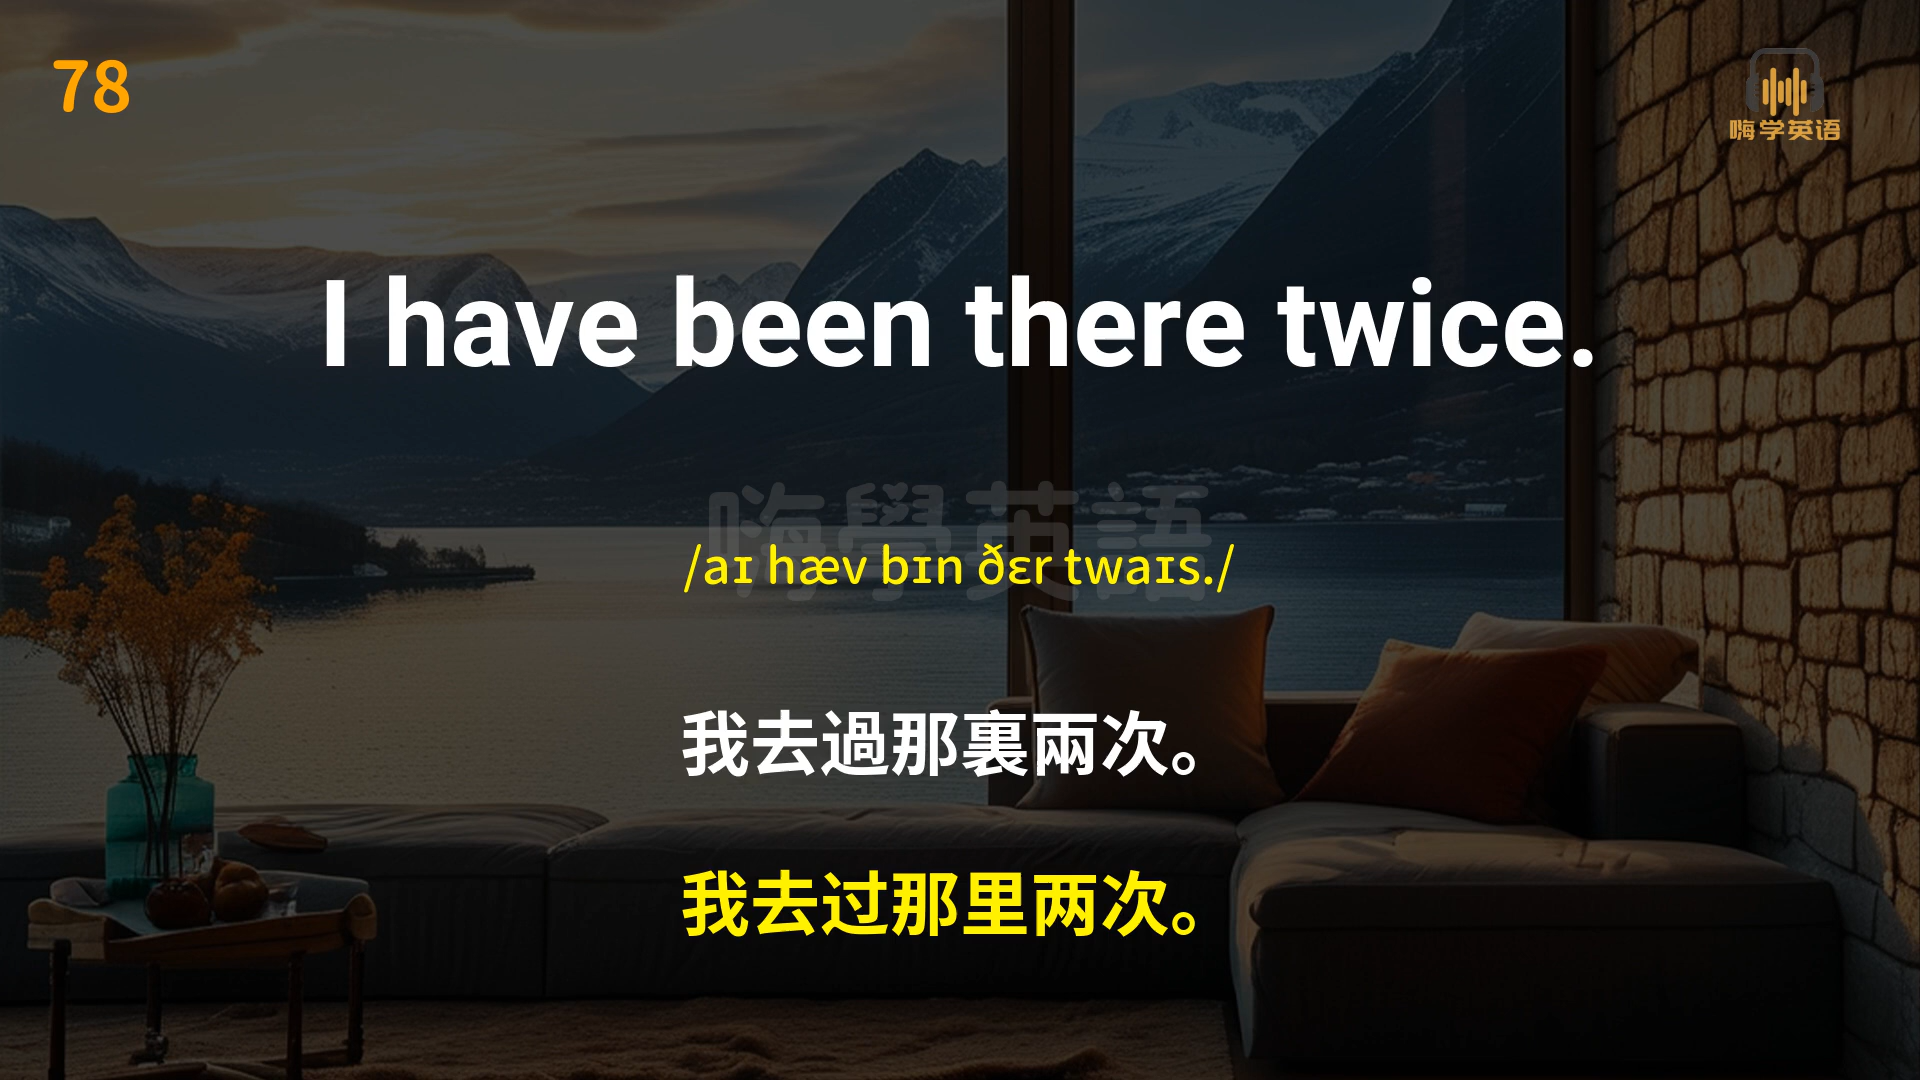 78
嗨学英语
I have been there twice.
嗨學英語
/aɪ hæv bɪn ðɛr twaɪs./
我去過那裏兩次。
我去过那里两次。